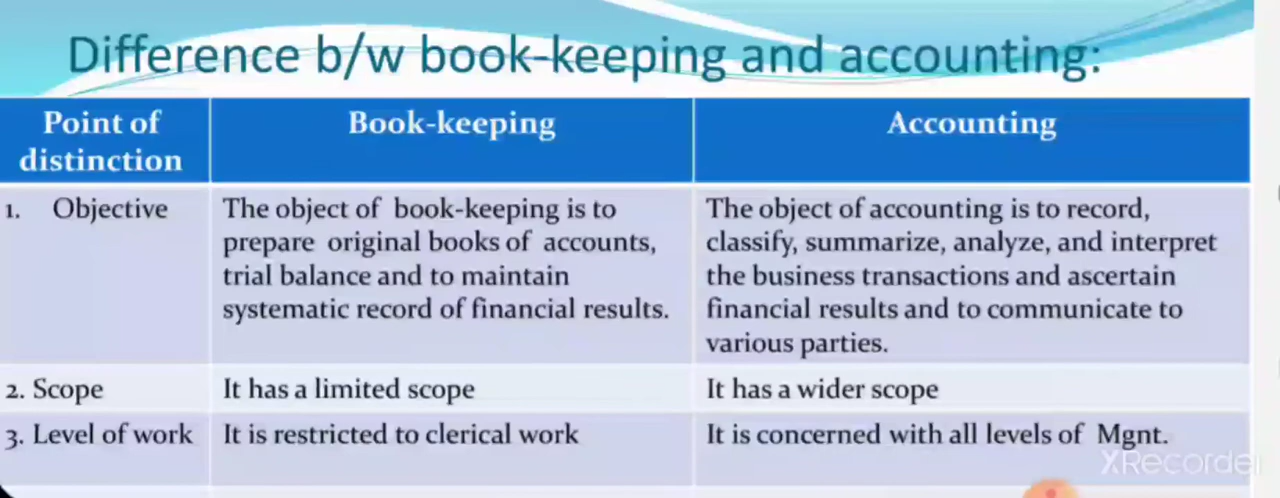 Difference b/w book-keeping and accounting:
Point of distinction
Book-keeping
Accounting
1. Objective
The object of book-keeping is to
prepare original books of accounts,
trial balance and to maintain
systematic record of financial results.
The object of accounting is to record,
classify, summarize, analyze, and interpret
the business transactions and ascertain
financial results and to communicate to
various parties.
2. Scope
It has a limited scope
It has a wider scope
3. Level of work
It is restricted to clerical work
It is concerned with all levels of Mgnt.
XRecorder